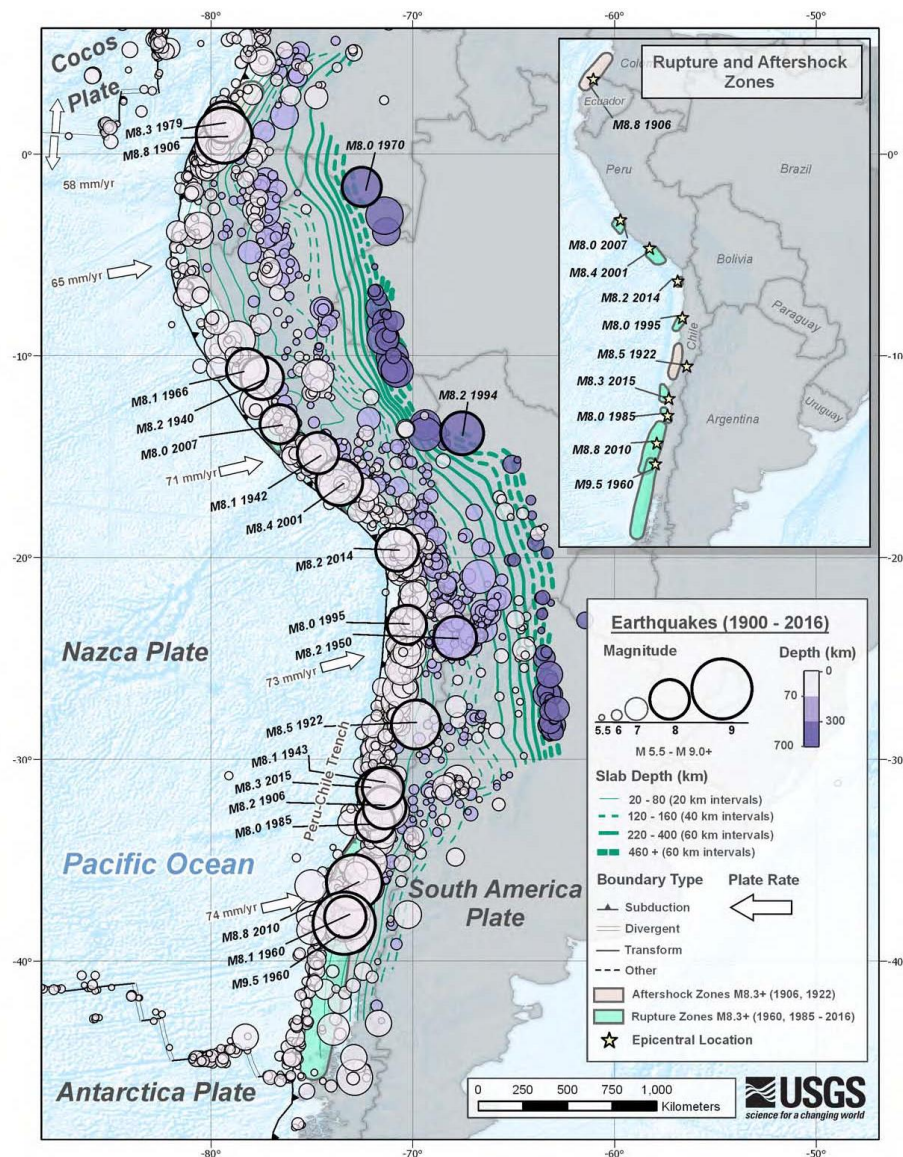 -80° -70° -60° -50°
Cocos
Plate
M8.3 1979
M8.8 1906
58 mm/yr
65 mm/yr
M8.0 1970
0°
0°
-10°
-10°
M8.1 1966
M8.2 1940
M8.0 2007
71 mm/yr
M8.1 1942
M8.4 2001
M8.2 1994
M8.2 2014
-20°
-20°
M8.0 1995
M8.2 1950
Nazca Plate
73 mm/yr
M8.5 1922
M8.1 1943
M8.3 2015
M8.2 1906
M8.0 1985
Peru-Chile Trench
-30°
-30°
Pacific Ocean
74 mm/yr
M8.8 2010
M8.1 1960
M9.5 1960
South America
Plate
-40°
-40°
Antarctica Plate
-80° -70° -60° -50°
Rupture and Aftershock
Zones
Ecuador
M8.8 1906
Peru
Brazil
M8.0 2007
M8.4 2001
Bolivia
M8.2 2014
M8.0 1995
Paraguay
Chile
M8.5 1922
M8.3 2015
M8.0 1985
Argentina
Uruguay
M8.8 2010
M9.5 1960
Earthquakes (1900 - 2016)
Magnitude
5.5 6 7 8 9
M 5.5 - M 9.0+
Depth (km)
0
70
300
700
Slab Depth (km)
20 - 80 (20 km intervals)
120 - 160 (40 km intervals)
220 - 400 (60 km intervals)
460 + (60 km intervals)
Boundary Type
Plate Rate
Subduction
Divergent
Transform
Other
Aftershock Zones M8.3+ (1906, 1922)
Rupture Zones M8.3+ (1960, 1985 - 2016)
Epicentral Location
0 250 500 750 1,000
Kilometers
USGS
science for a changing world